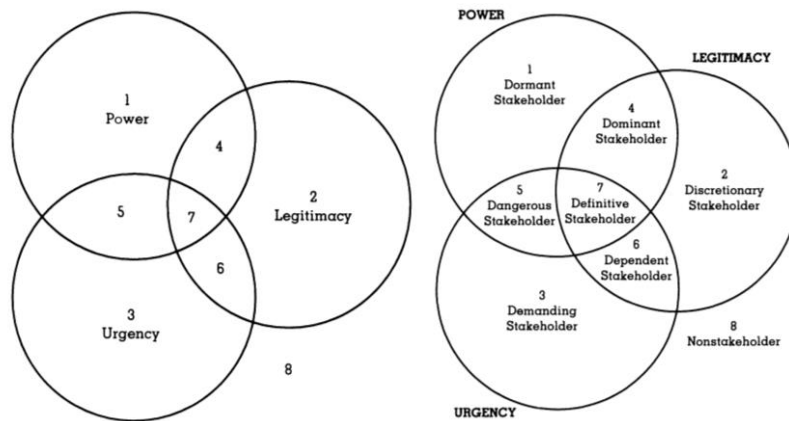 1
Power
4
5
7
2
Legitimacy
6
3
Urgency
8
POWER
LEGITIMACY
1
Dormant
Stakeholder
4
Dominant
Stakeholder
5
Dangerous
Stakeholder
7
Definitive
Stakeholder
2
Discretionary
Stakeholder
6
Dependent
Stakeholder
3
Demanding
Stakeholder
8
Nonstakeholder
URGENCY